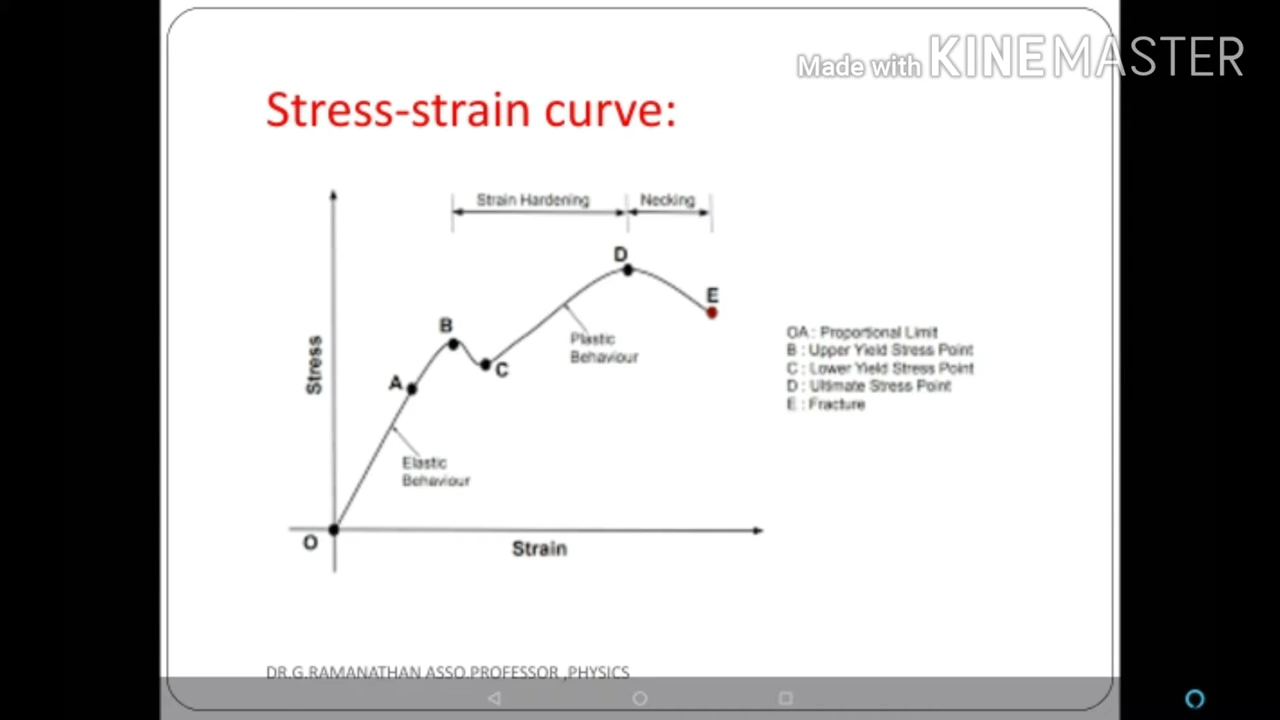 Made with KINEMASTER
Stress-strain curve:
Strain Hardening
Necking
D
E
B
Plastic
Behaviour
C
A
Stress
Elastic
Behaviour
O
Strain
OA : Proportional Limit
B : Upper Yield Stress Point
C : Lower Yield Stress Point
D : Ultimate Stress Point
E : Fracture
DR.G.RAMANATHAN ASSO.PROFESSOR ,PHYSICS